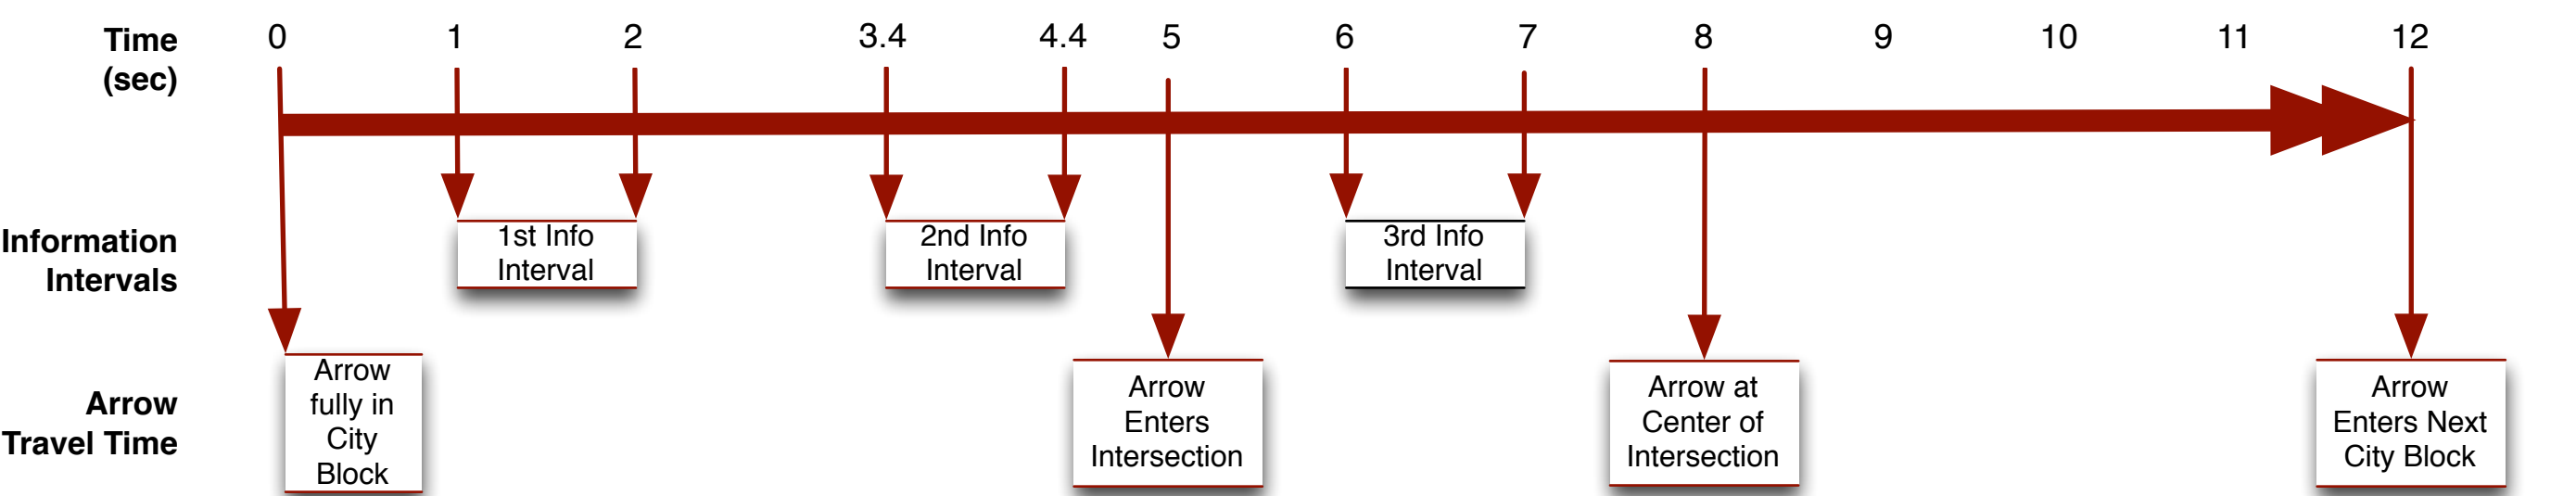 Time
(sec)
0 1 2 3.4 4.4 5 6 7 8 9 10 11 12
Information
Intervals
1st Info
Interval
2nd Info
Interval
3rd Info
Interval
Arrow
Travel Time
Arrow
fully in
City
Block
Arrow
Enters
Intersection
Arrow at
Center of
Intersection
Arrow
Enters Next
City Block